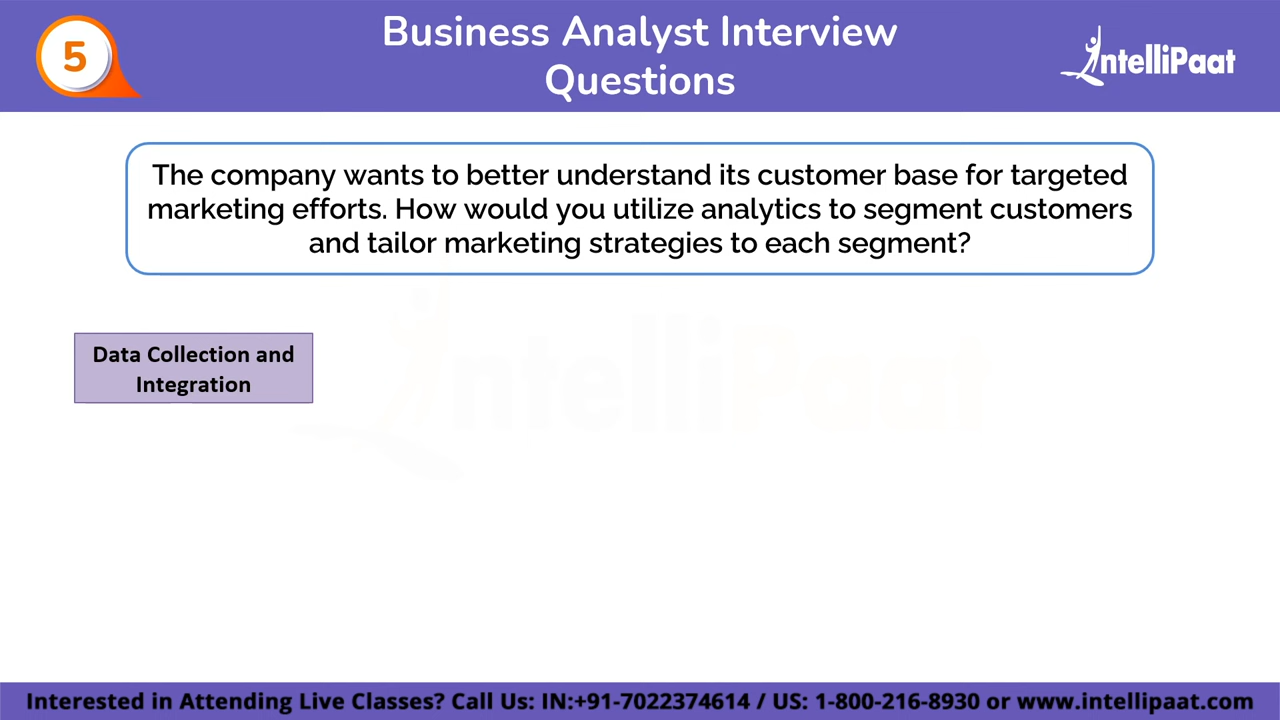 5
Business Analyst Interview
Questions
IntelliPaat
The company wants to better understand its customer base for targeted
marketing efforts. How would you utilize analytics to segment customers
and tailor marketing strategies to each segment?
Data Collection and
Integration
IntelliPaat
Interested in Attending Live Classes? Call Us: IN:+91-7022374614 / US: 1-800-216-8930 or www.intellipaat.com